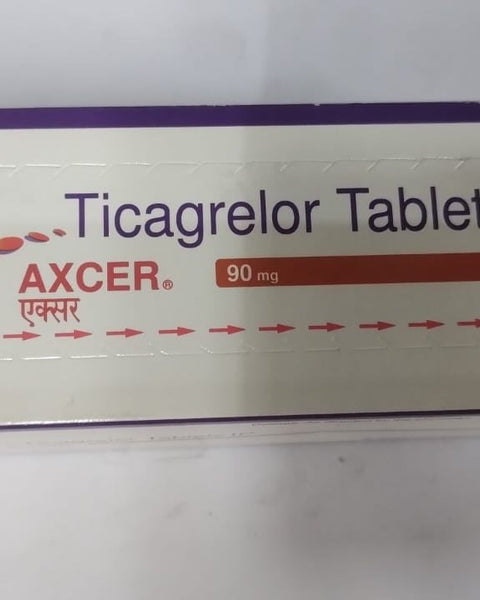 Ticagrelor Tablet
AXCER®
90 mg
एक्सर